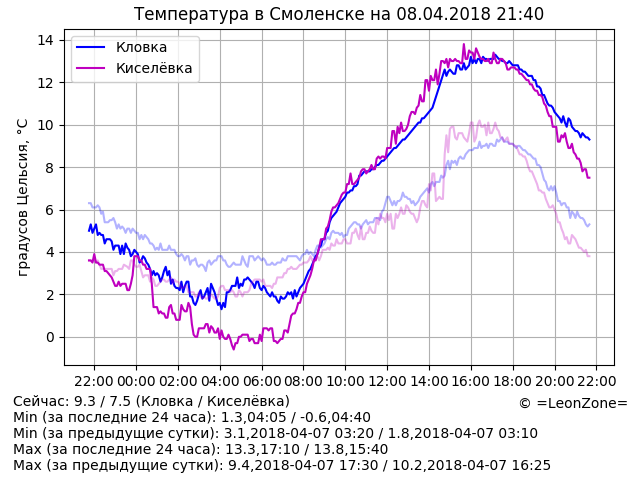 Температура в Смоленске на 08.04.2018 21:40
Кловка
Киселёвка
градусов Цельсия, °C
14
12
10
8
6
4
2
0
22:00 00:00 02:00 04:00 06:00 08:00 10:00 12:00 14:00 16:00 18:00 20:00 22:00
Сейчас: 9.3 / 7.5 (Кловка / Киселёвка)
© =LeonZone=
Min (за последние 24 часа): 1.3,04:05 / -0.6,04:40
Min (за предыдущие сутки): 3.1,2018-04-07 03:20 / 1.8,2018-04-07 03:10
Max (за последние 24 часа): 13.3,17:10 / 13.8,15:40
Max (за предыдущие сутки): 9.4,2018-04-07 17:30 / 10.2,2018-04-07 16:25